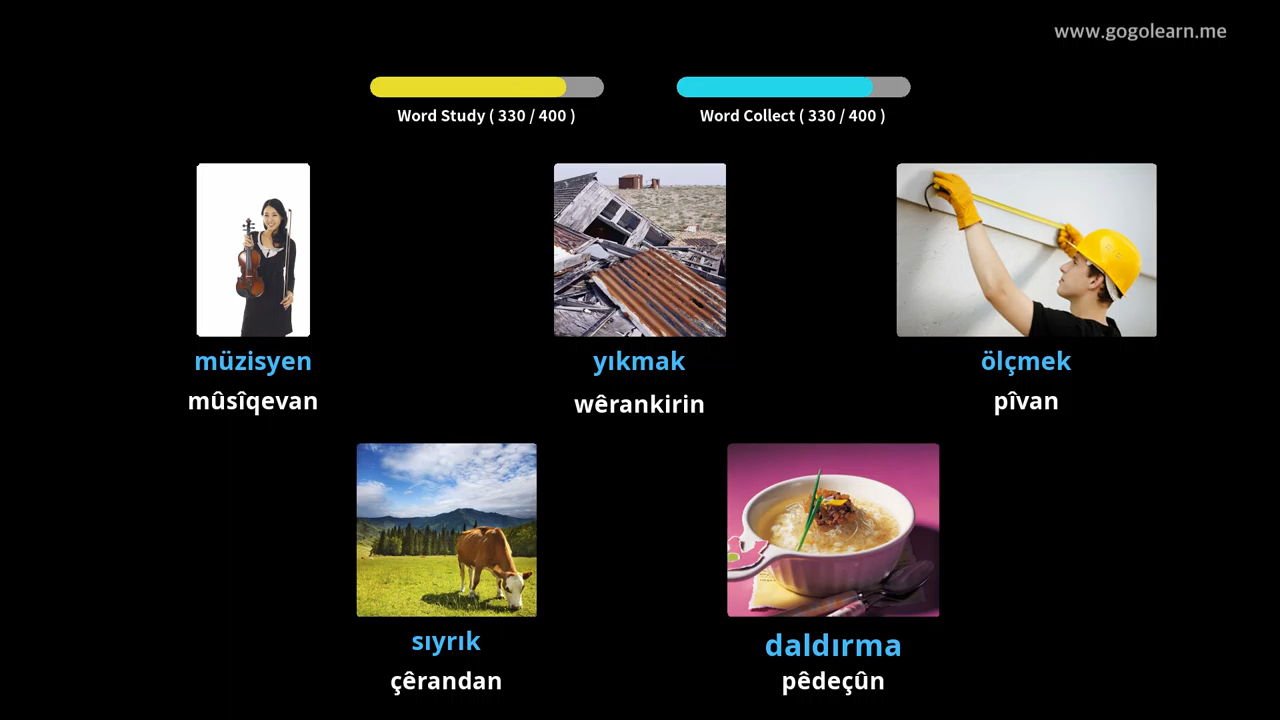 www.gogolearn.me
Word Study ( 330 / 400 )
Word Collect ( 330 / 400 )
müzisyen
mûsîqevan
yıkmak
wêrankirin
ölçmek
pîvan
sıyrık
çêrandan
daldırma
pêdeçûn